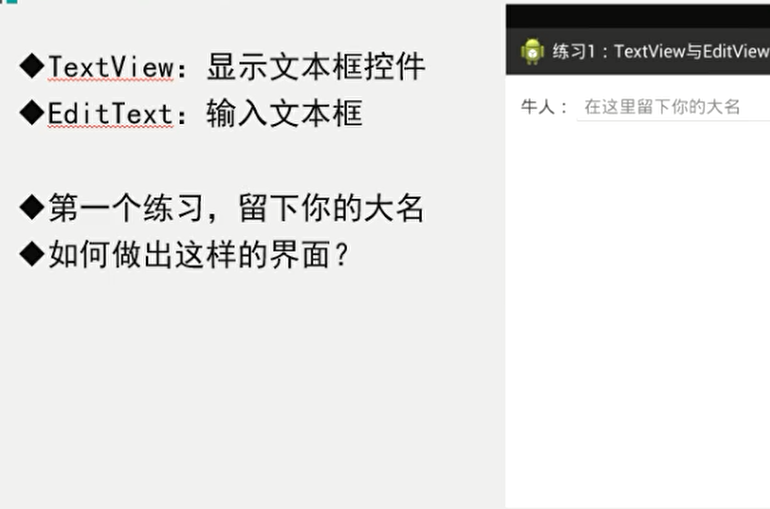 ◆TextView：显示文本框控件
◆EditText：输入文本框
◆第一个练习，留下你的大名
◆如何做出这样的界面？
练习1：TextView与EditView
牛人： 在这里留下你的大名